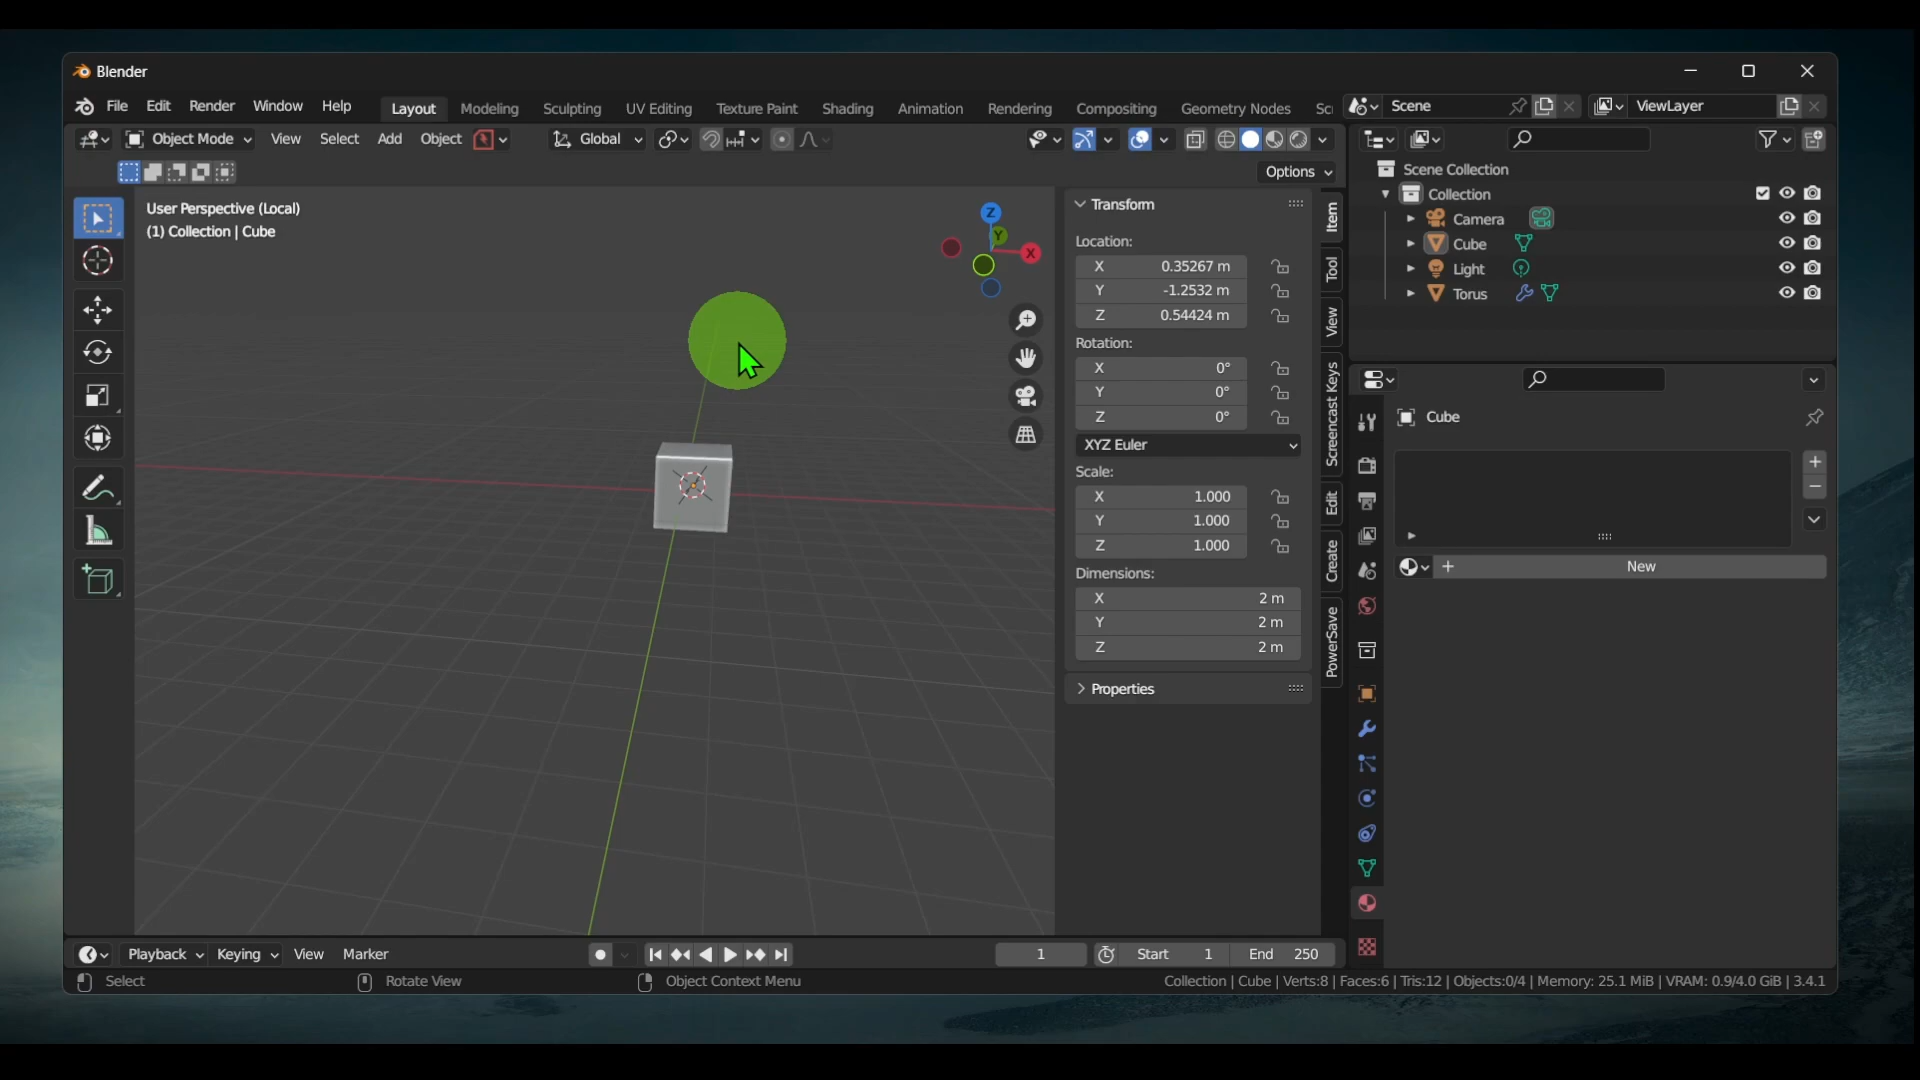 Blender
File Edit Render Window Help Layout Modeling Sculpting UV Editing Texture Paint Shading Animation Rendering Compositing Geometry Nodes Sc Scene ViewLayer
Object Mode View Select Add Object Global
Options
User Perspective (Local)
(1) Collection | Cube
Z
Y
X
Transform
Location:
X 0.35267 m
Y -1.2532 m
Z 0.54424 m
Rotation:
X 0°
Y 0°
Z 0°
XYZ Euler
Scale:
X 1.000
Y 1.000
Z 1.000
Dimensions:
X 2 m
Y 2 m
Z 2 m
Properties
Item
Tool
View
Screencast Keys
Edit
Create
PowerSave
Scene Collection
Collection
Camera
Cube
Light
Torus
Cube
New
Playback Keying View Marker 1 Start 1 End 250
Select Rotate View Object Context Menu Collection | Cube | Verts:8 | Faces:6 | Tris:12 | Objects:0/4 | Memory: 25.1 MiB | VRAM: 0.9/4.0 GiB | 3.4.1